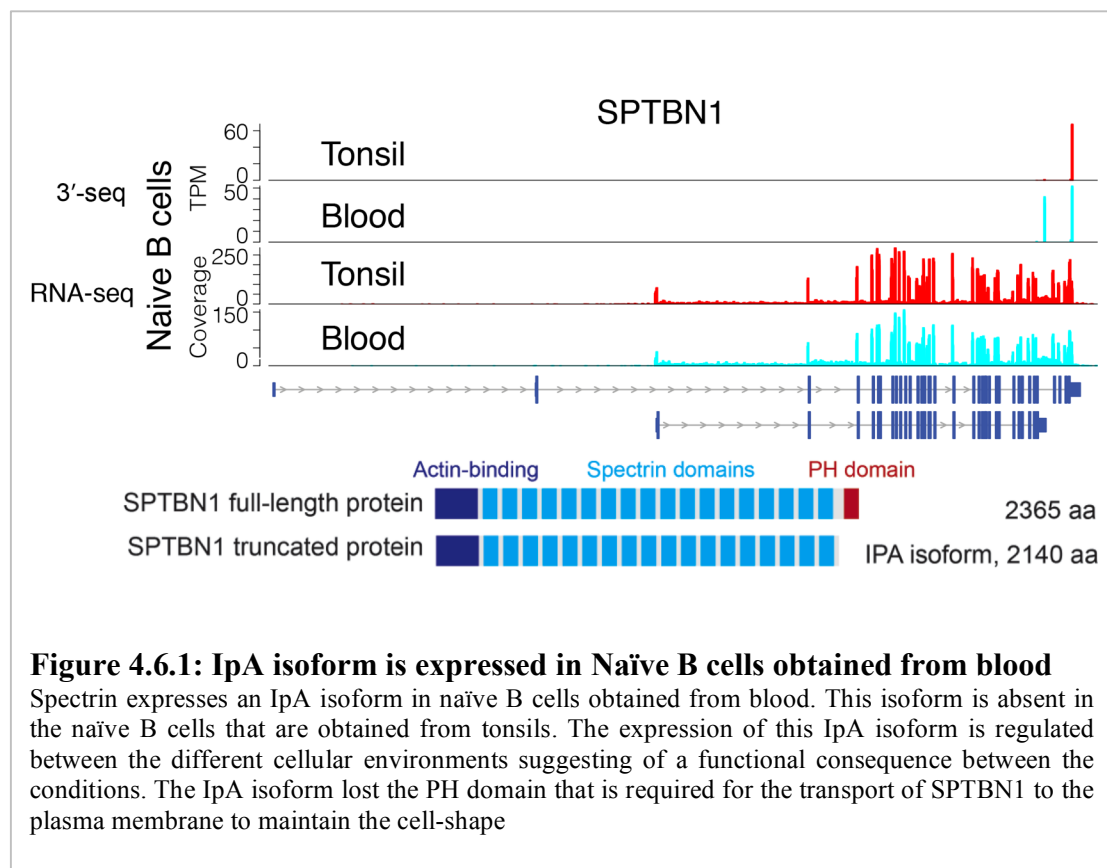 SPTBN1
Naive B cells
3′-seq
TPM
60
0
Tonsil
50
0
Blood
RNA-seq
Coverage
250
0
Tonsil
150
0
Blood
Actin-binding Spectrin domains PH domain
SPTBN1 full-length protein 2365 aa
SPTBN1 truncated protein IPA isoform, 2140 aa
Figure 4.6.1: IpA isoform is expressed in Naïve B cells obtained from blood
Spectrin expresses an IpA isoform in naïve B cells obtained from blood. This isoform is absent in
the naïve B cells that are obtained from tonsils. The expression of this IpA isoform is regulated
between the different cellular environments suggesting of a functional consequence between the
conditions. The IpA isoform lost the PH domain that is required for the transport of SPTBN1 to the
plasma membrane to maintain the cell-shape